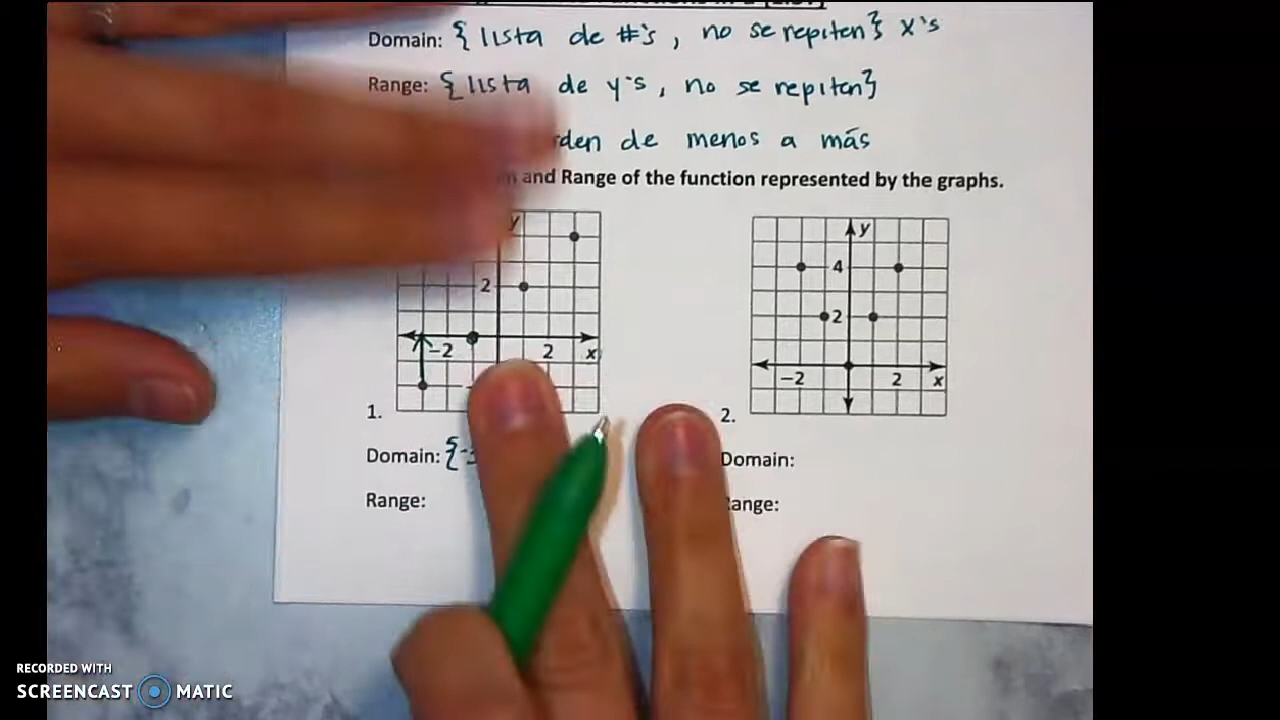 Domain: {lista de #'s, no se repiten} x's
Range: {lista de y's, no se repiten}
de menos a más
and Range of the function represented by the graphs.
y
2
-2
2
x
1.
y
4
2
-2
2
x
2.
Domain: {-3
Range:
Domain:
RECORDED WITH
SCREENCAST MATIC